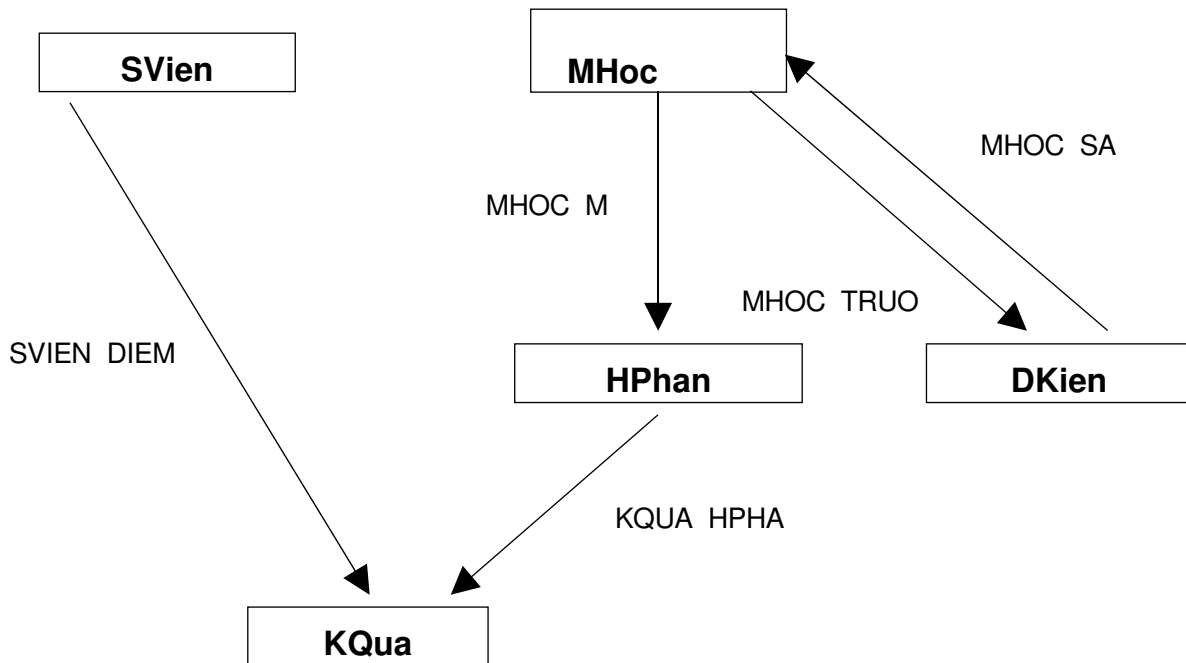 SVien
MHoc
MHOC SA
MHOC M
MHOC TRUO
SVIEN DIEM
HPhan
DKien
KQUA HPHA
KQua